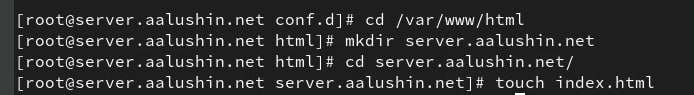 [root@server.aalushin.net conf.d]# cd /var/www/html
[root@server.aalushin.net html]# mkdir server.aalushin.net
[root@server.aalushin.net html]# cd server.aalushin.net/
[root@server.aalushin.net server.aalushin.net]# touch index.html